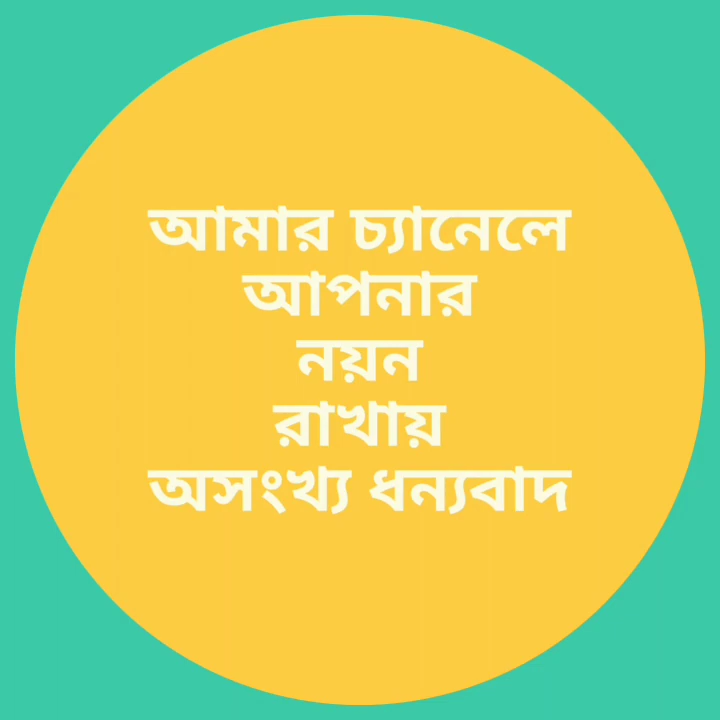 আমার চ্যানেলে
আপনার
নয়ন
রাখায়
অসংখ্য ধন্যবাদ